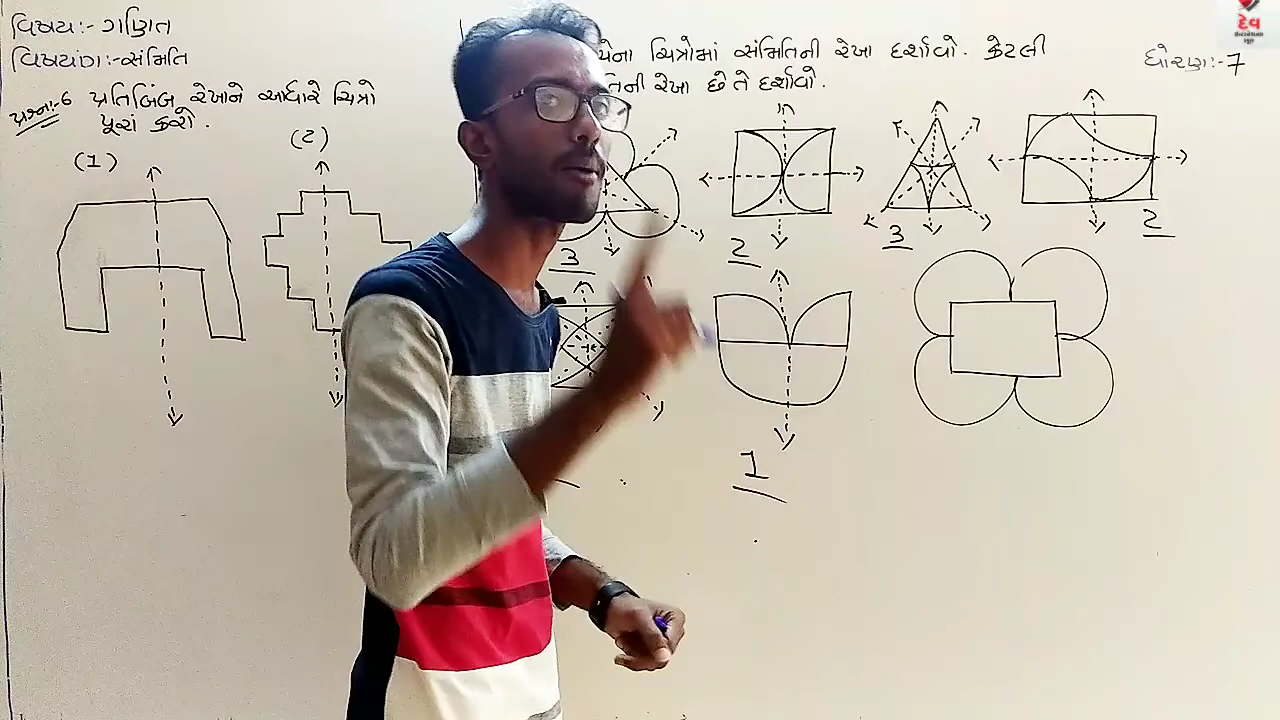 વિષય:- ગણિત
વિષયાંગ:-સંમિતિ
પ્રશ્ન:-6 પ્રતિબિંબ રેખાને આધારે ચિત્રો
પૂરાં કરો.
ચિત્રોમાં સંમિતિની રેખા દર્શાવો. કેટલી
રેખા છે તે દર્શાવો.
ધોરણ:-7
દેવ
(1)
(2)
3
2
3
2
1